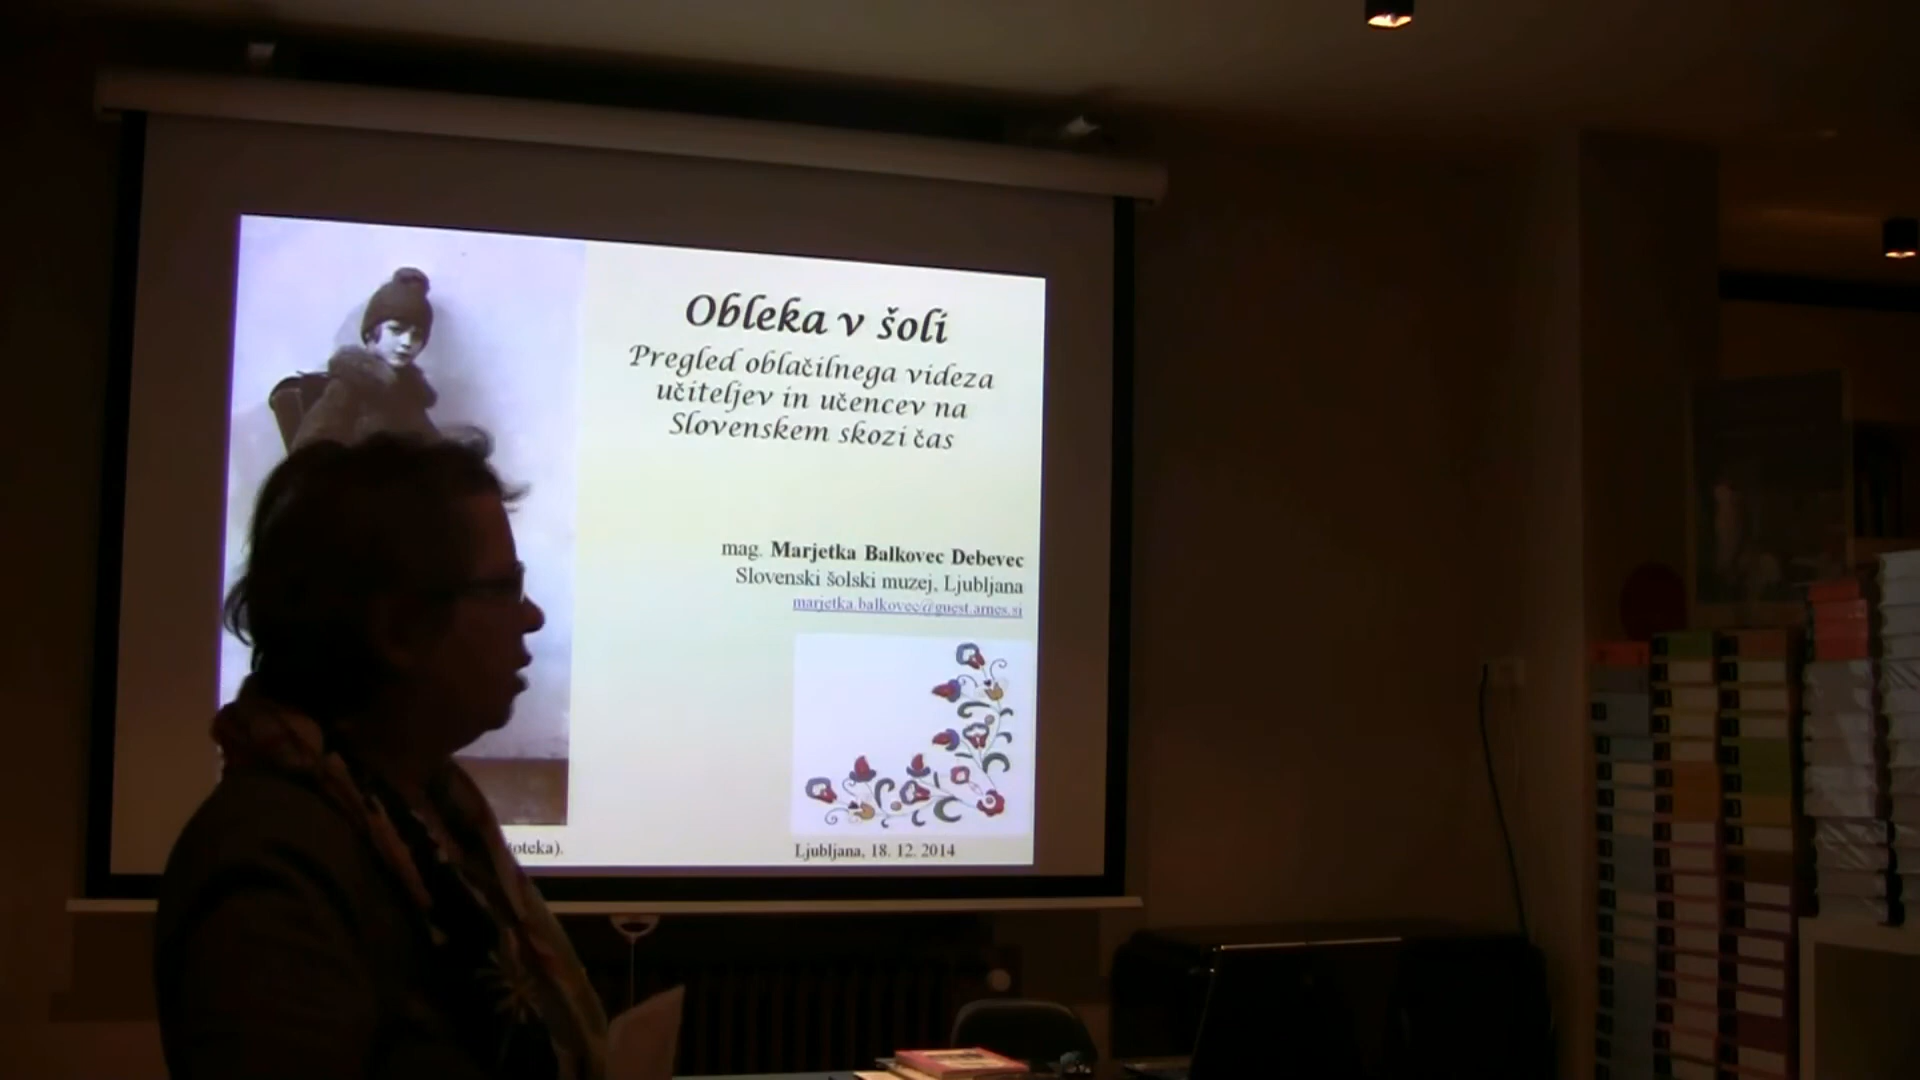 Obleka v šoli
Pregled oblačilnega videza
učiteljev in učencev na
Slovenskem skozi čas
mag. Marjetka Balkovec Debevec
Slovenski šolski muzej, Ljubljana
marjetka.balkovec@guest.arnes.si
oteka).
Ljubljana, 18. 12. 2014